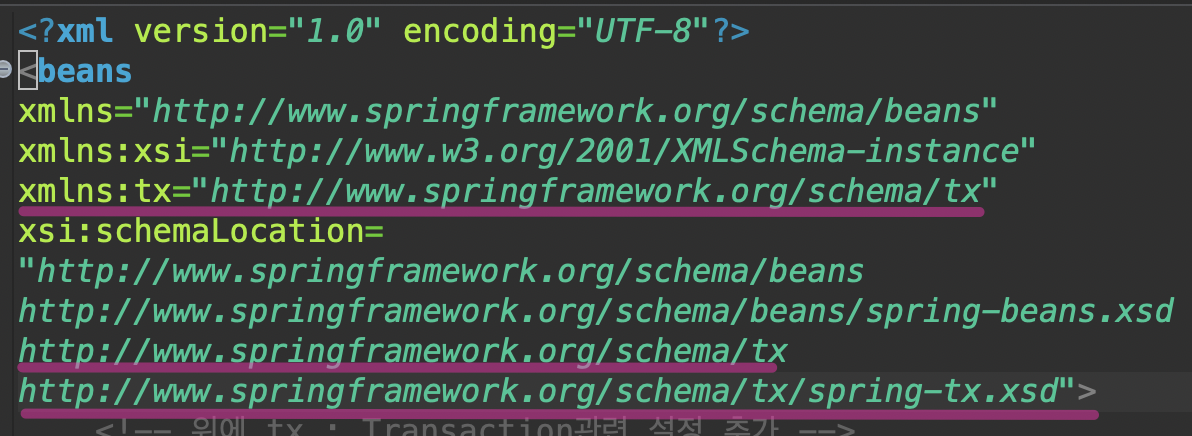 <?xml version="1.0" encoding="UTF-8"?>
<beans
xmlns="http://www.springframework.org/schema/beans"
xmlns:xsi="http://www.w3.org/2001/XMLSchema-instance"
xmlns:tx="http://www.springframework.org/schema/tx"
xsi:schemaLocation=
"http://www.springframework.org/schema/beans
http://www.springframework.org/schema/beans/spring-beans.xsd
http://www.springframework.org/schema/tx
http://www.springframework.org/schema/tx/spring-tx.xsd">
<!-- 위에 tx : Transaction관련 설정 추가 -->